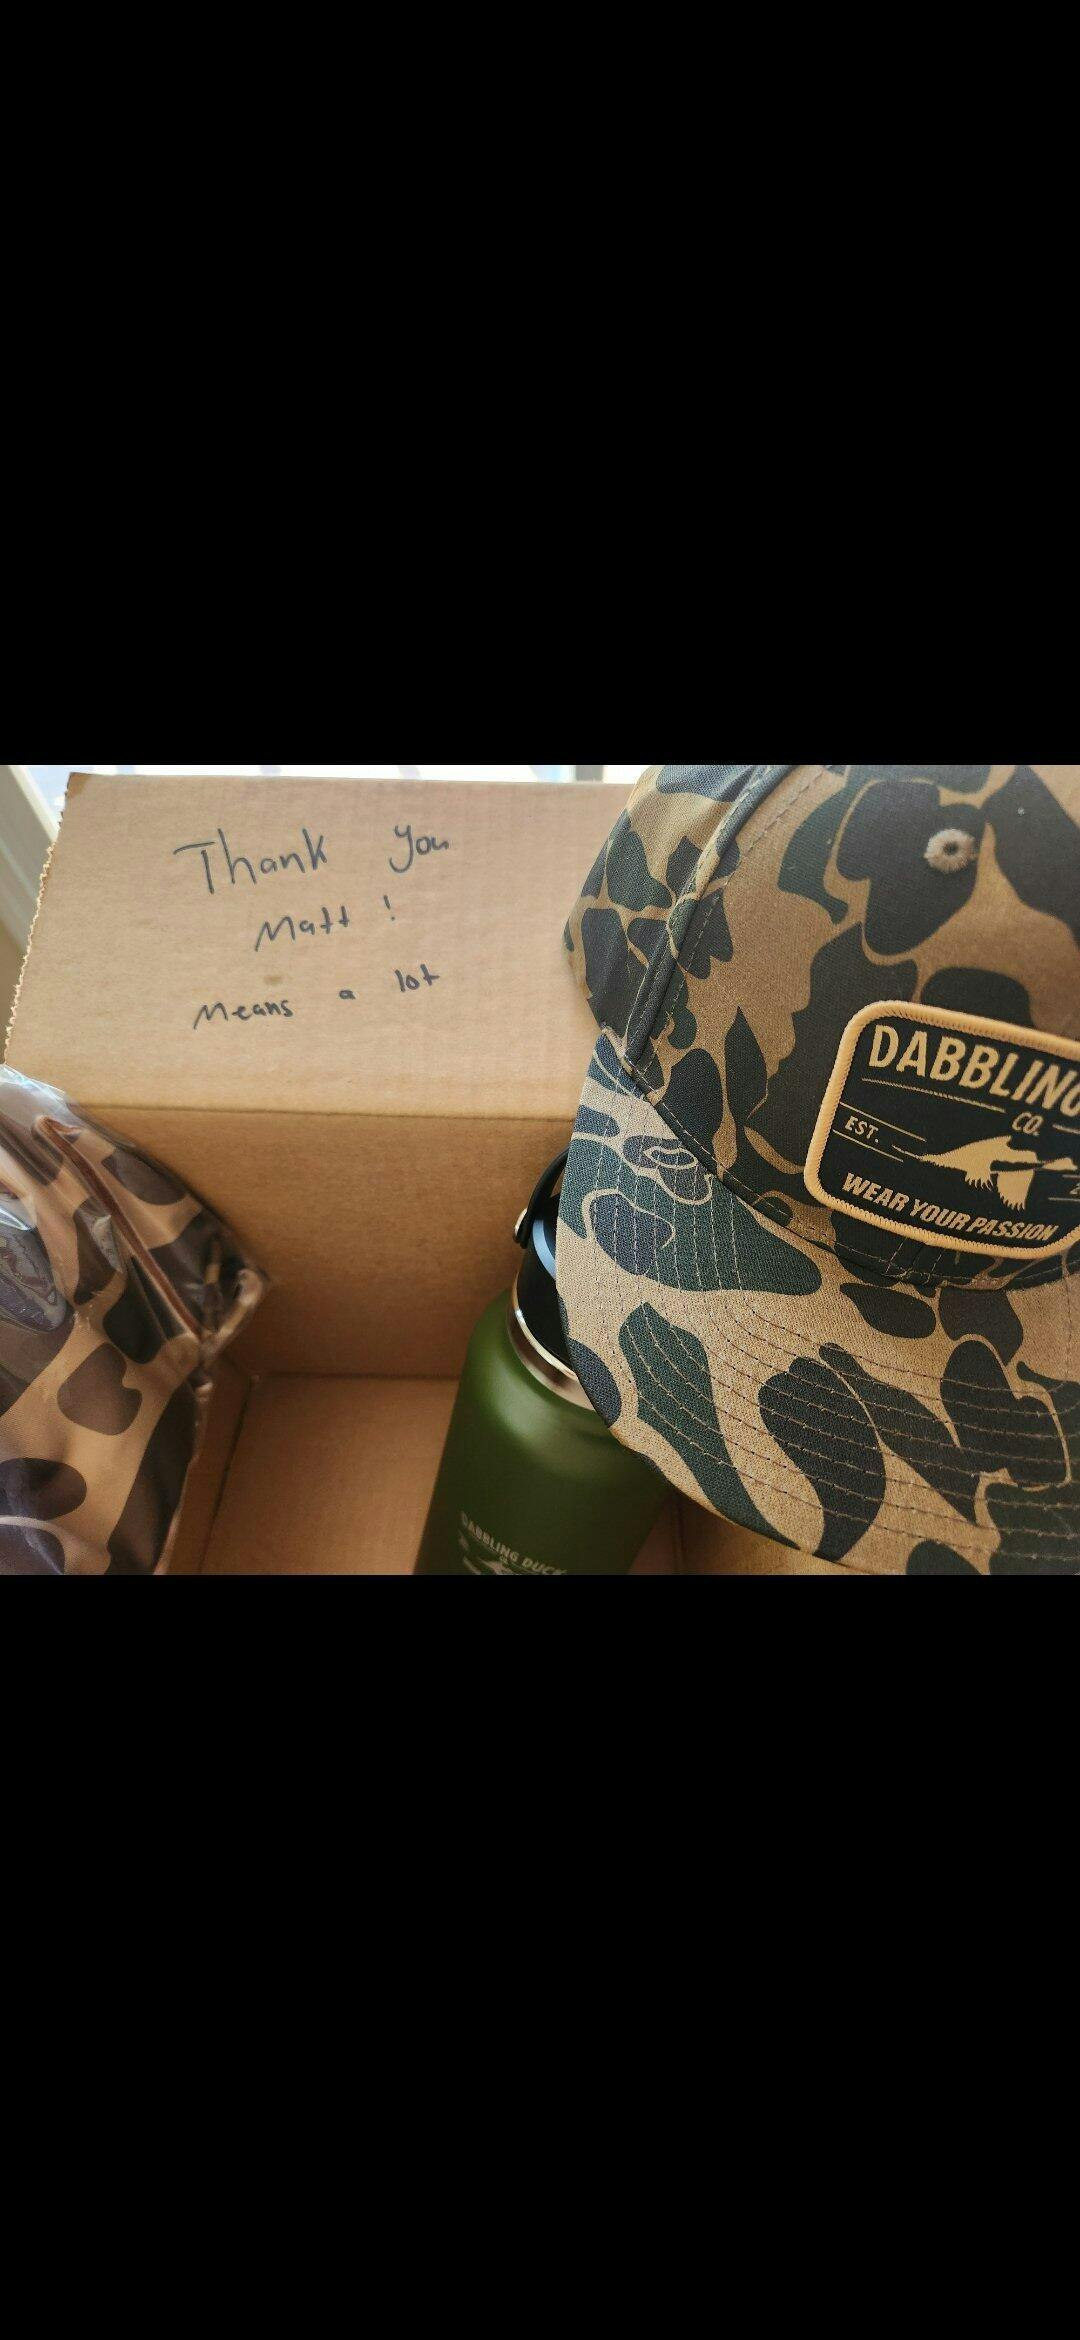 Thank you
Matt !
Means a lot
DABBLING
CO.
EST.
WEAR YOUR PASSION
DABBLING DUCK